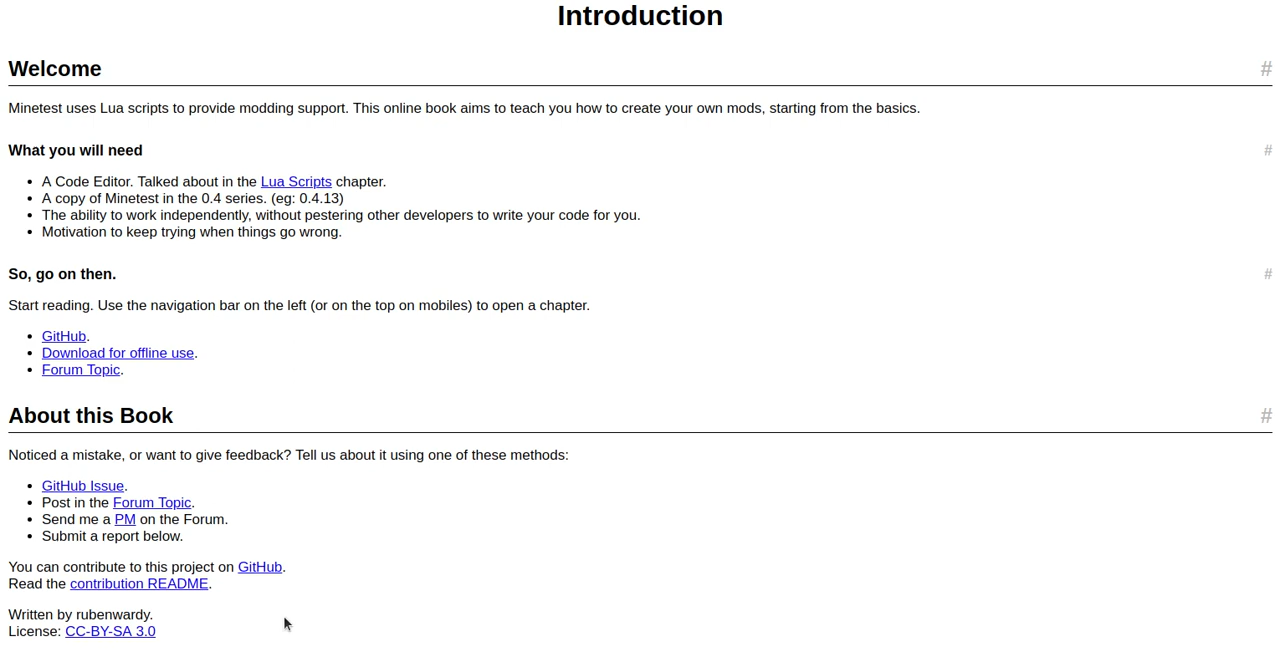 Introduction
Welcome #
Minetest uses Lua scripts to provide modding support. This online book aims to teach you how to create your own mods, starting from the basics.
What you will need #
• A Code Editor. Talked about in the Lua Scripts chapter.
• A copy of Minetest in the 0.4 series. (eg: 0.4.13)
• The ability to work independently, without pestering other developers to write your code for you.
• Motivation to keep trying when things go wrong.
So, go on then. #
Start reading. Use the navigation bar on the left (or on the top on mobiles) to open a chapter.
• GitHub.
• Download for offline use.
• Forum Topic.
About this Book #
Noticed a mistake, or want to give feedback? Tell us about it using one of these methods:
• GitHub Issue.
• Post in the Forum Topic.
• Send me a PM on the Forum.
• Submit a report below.
You can contribute to this project on GitHub.
Read the contribution README.
Written by rubenwardy.
License: CC-BY-SA 3.0